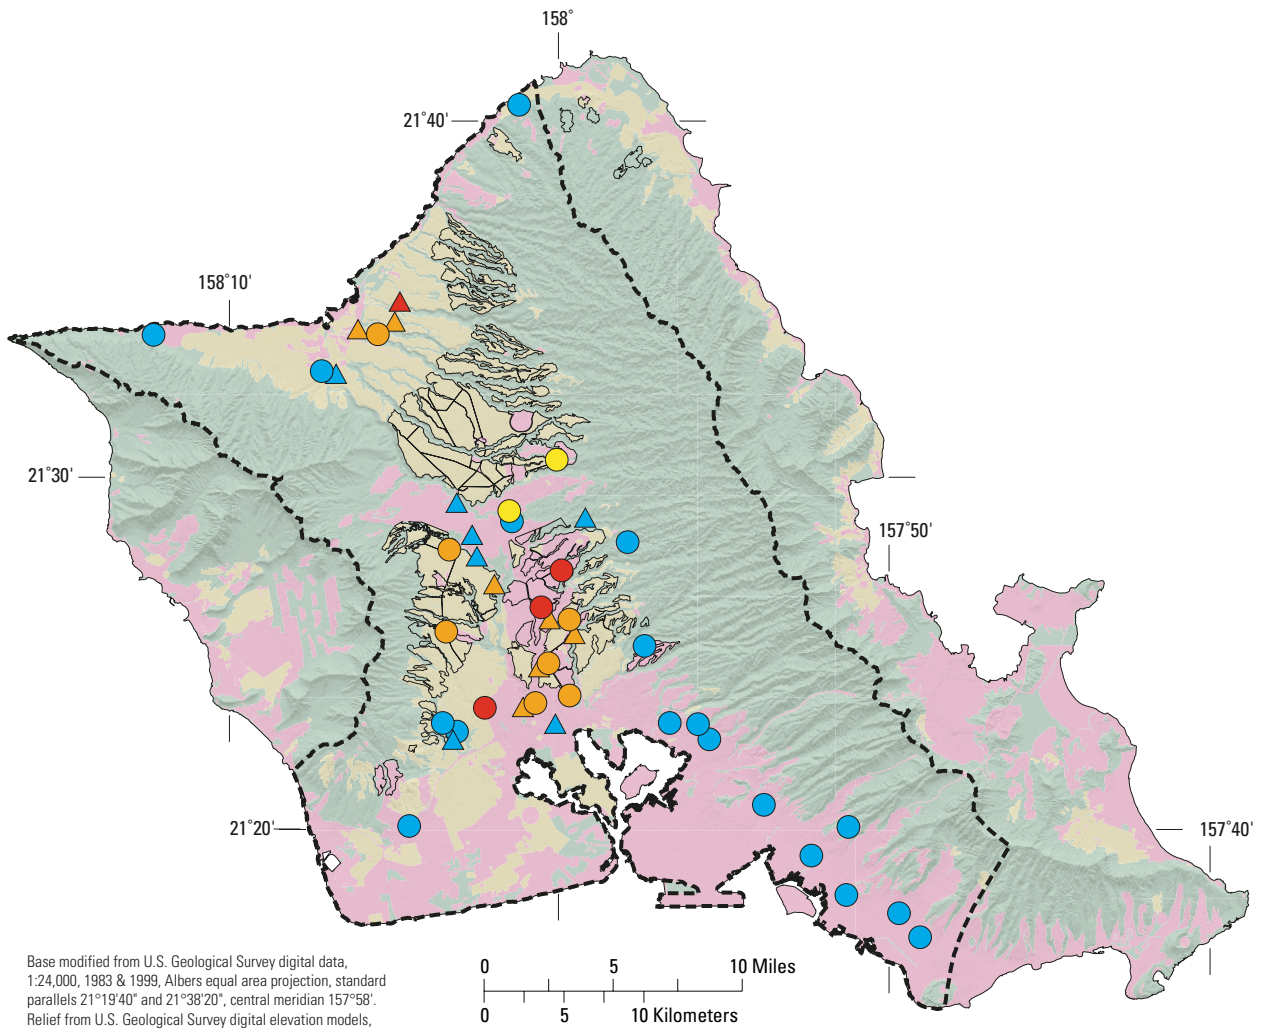 158°
21°40'
158°10'
21°30'
157°50'
21°20'
157°40'
Base modified from U.S. Geological Survey digital data,
1:24,000, 1983 & 1999, Albers equal area projection, standard
parallels 21°19'40" and 21°38'20", central meridian 157°58'.
Relief from U.S. Geological Survey digital elevation models,
0 5 10 Miles
0 5 10 Kilometers